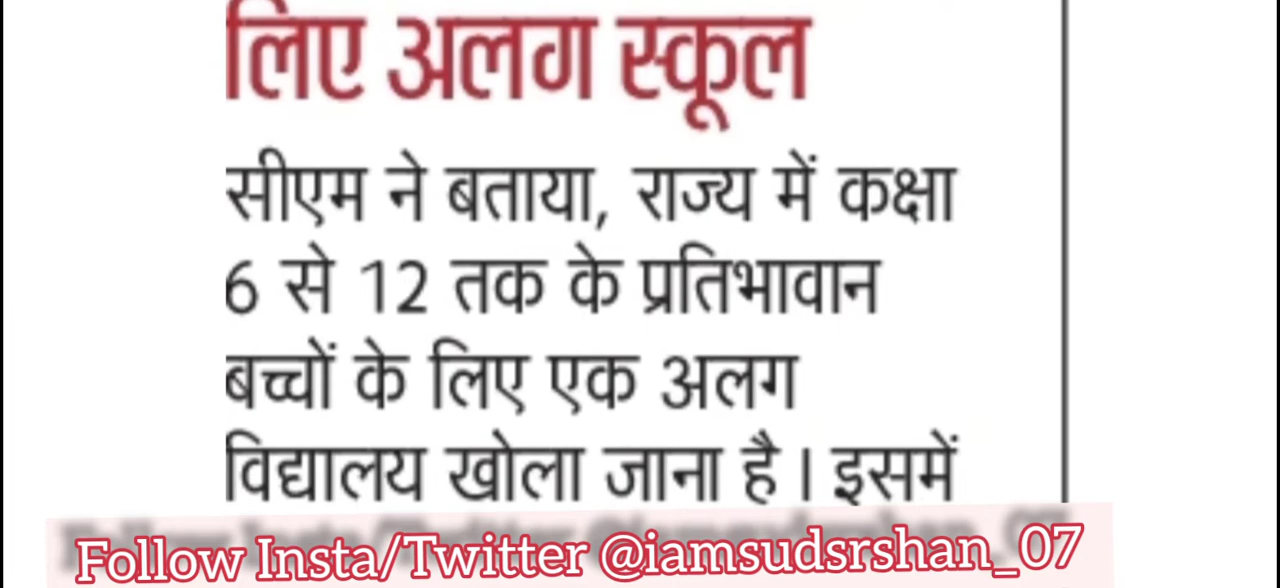 लिए अलग स्कूल
सीएम ने बताया, राज्य में कक्षा
6 से 12 तक के प्रतिभावान
बच्चों के लिए एक अलग
विद्यालय खोला जाना है। इसमें
Follow Insta/Twitter @iamsudsrshan_07